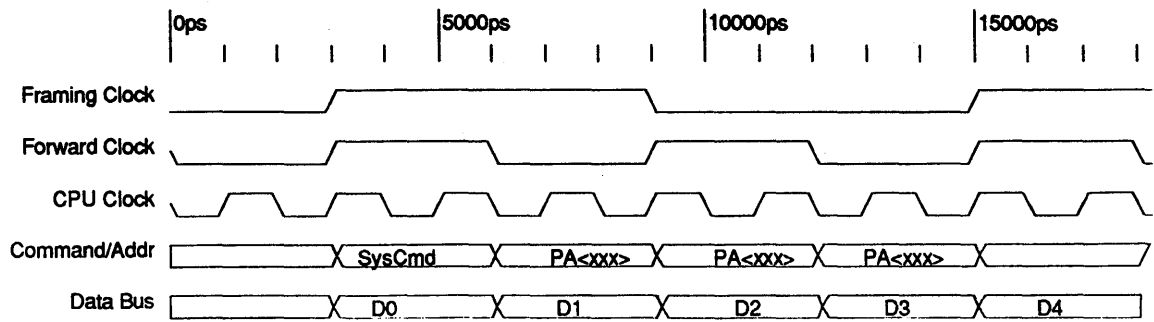 0ps 5000ps 10000ps 15000ps
Framing Clock
Forward Clock
CPU Clock
Command/Addr SysCmd PA<xxx> PA<xxx> PA<xxx>
Data Bus D0 D1 D2 D3 D4